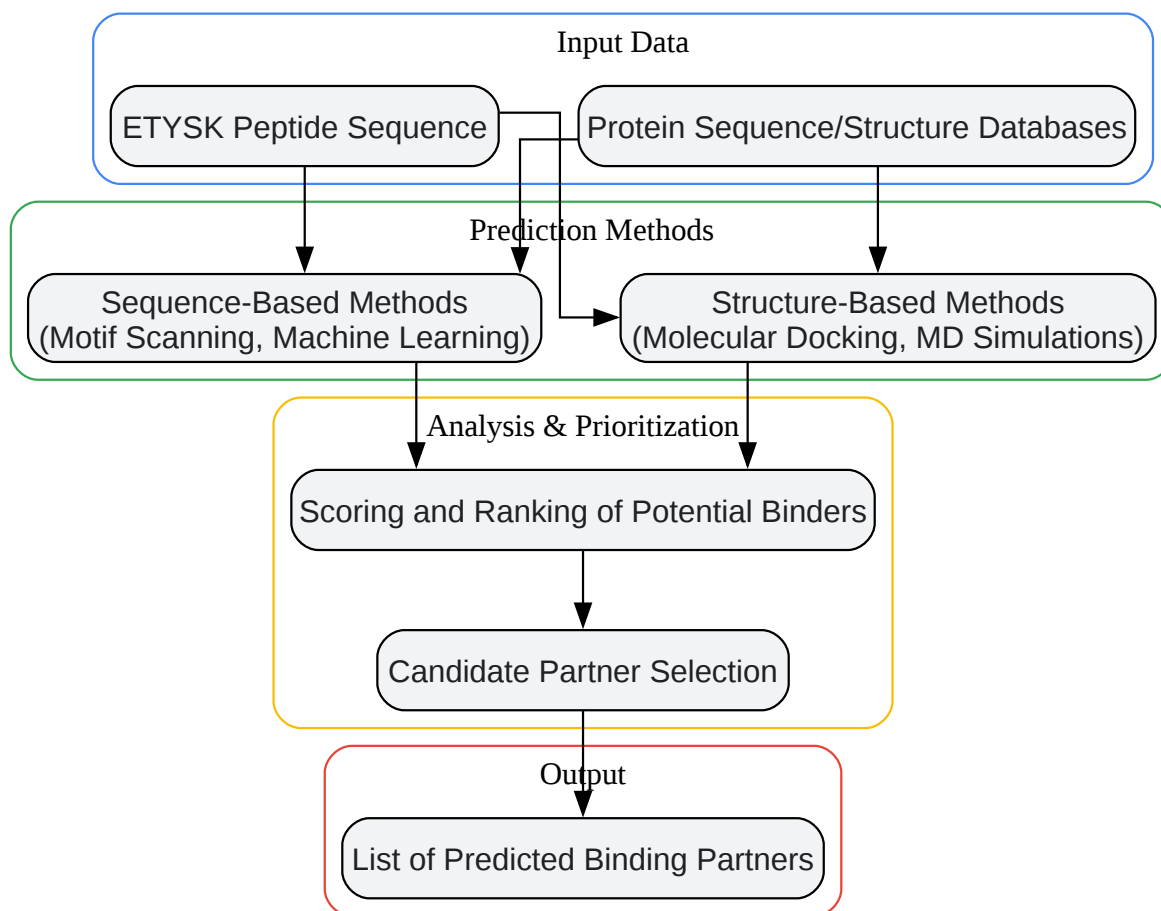 Input Data
ETYSK Peptide Sequence
Protein Sequence/Structure Databases
Prediction Methods
Sequence-Based Methods
(Motif Scanning, Machine Learning)
Structure-Based Methods
(Molecular Docking, MD Simulations)
Analysis & Prioritization
Scoring and Ranking of Potential Binders
Candidate Partner Selection
Output
List of Predicted Binding Partners